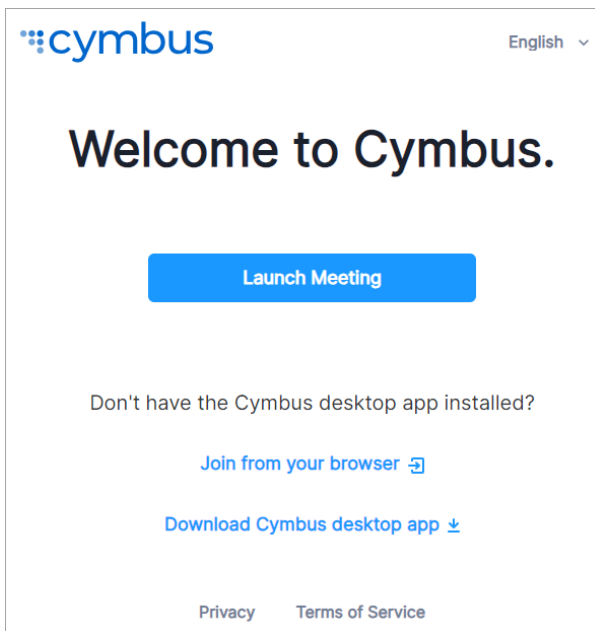 cymbus
English
Welcome to Cymbus.
Launch Meeting
Don't have the Cymbus desktop app installed?
Join from your browser
Download Cymbus desktop app
Privacy Terms of Service